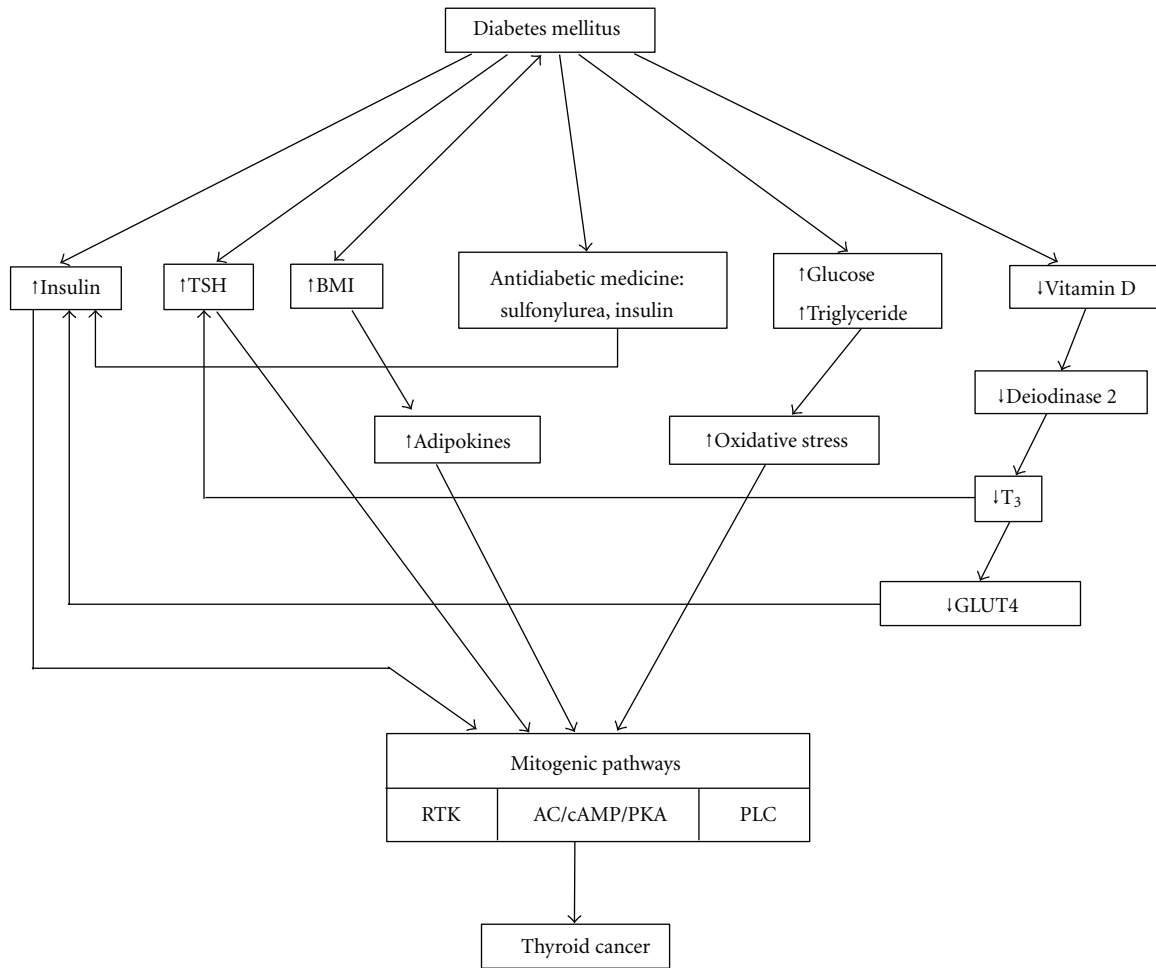 Diabetes mellitus
↑Insulin
↑TSH
↑BMI
Antidiabetic medicine:
sulfonylurea, insulin
↑Glucose
↑Triglyceride
↓Vitamin D
↓Deiodinase 2
↑Adipokines
↑Oxidative stress
↓T₃
↓GLUT4
Mitogenic pathways
RTK
AC/cAMP/PKA
PLC
Thyroid cancer